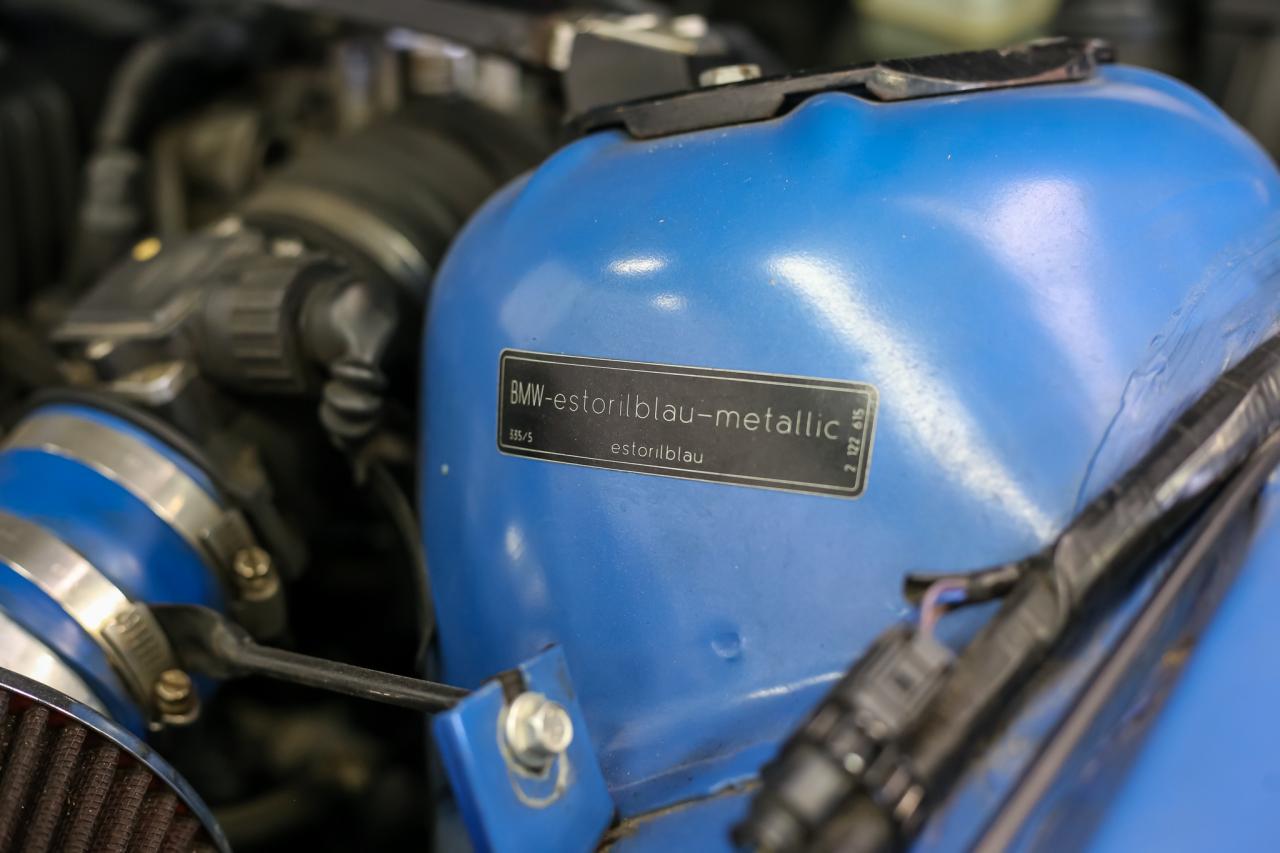 BMW-estorilblau-metallic
335/5
estorilblau
2 122 615